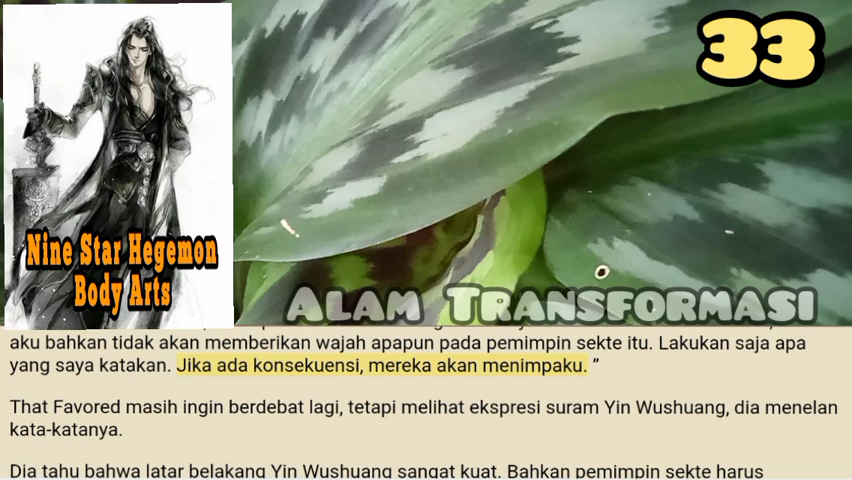 33
Nine Star Hegemon
Body Arts
Alam Transformasi
aku bahkan tidak akan memberikan wajah apapun pada pemimpin sekte itu. Lakukan saja apa
yang saya katakan. Jika ada konsekuensi, mereka akan menimpaku. ”
That Favored masih ingin berdebat lagi, tetapi melihat ekspresi suram Yin Wushuang, dia menelan
kata-katanya.
Dia tahu bahwa latar belakang Yin Wushuang sangat kuat. Bahkan pemimpin sekte harus